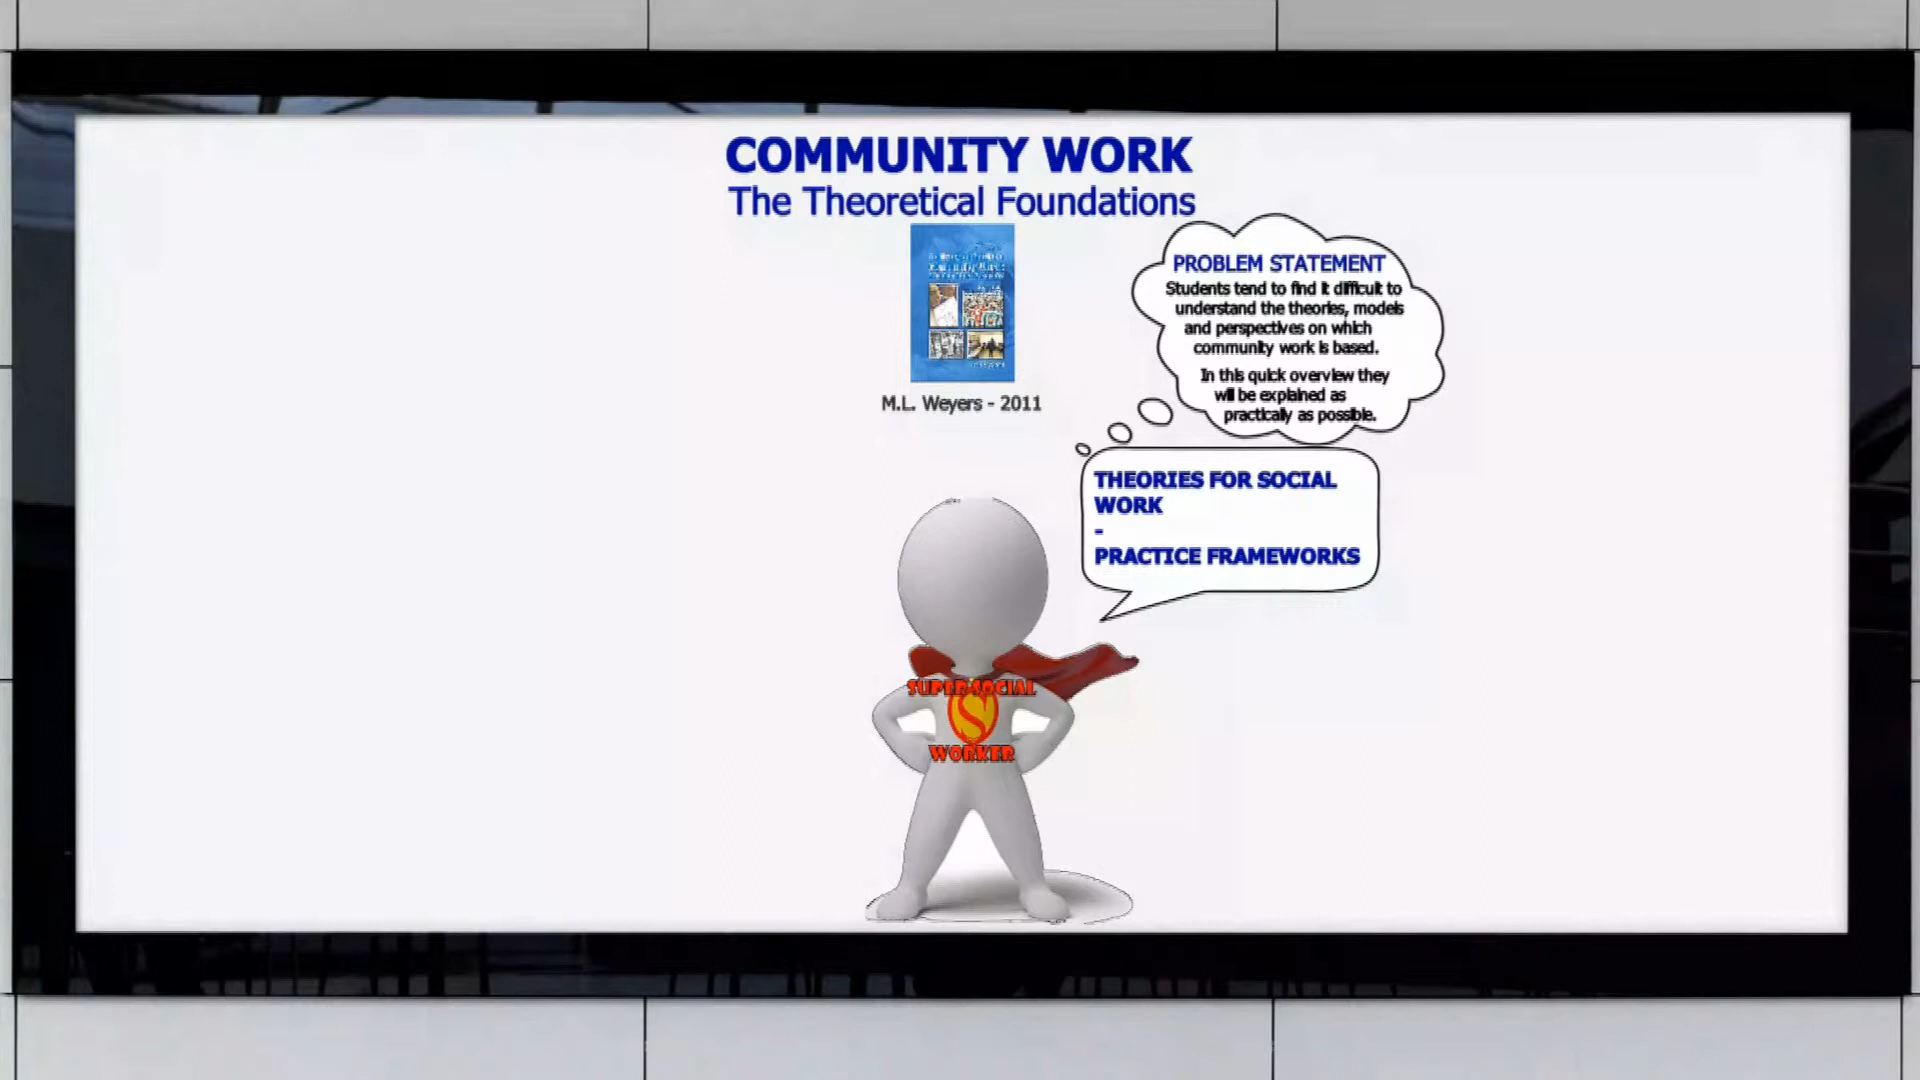 COMMUNITY WORK
The Theoretical Foundations
M.L. Weyers - 2011
PROBLEM STATEMENT
Students tend to find it difficult to
understand the theories, models
and perspectives on which
community work is based.
In this quick overview they
will be explained as
practically as possible.
THEORIES FOR SOCIAL
WORK
-
PRACTICE FRAMEWORKS
SUPER SOCIAL
S
WORKER